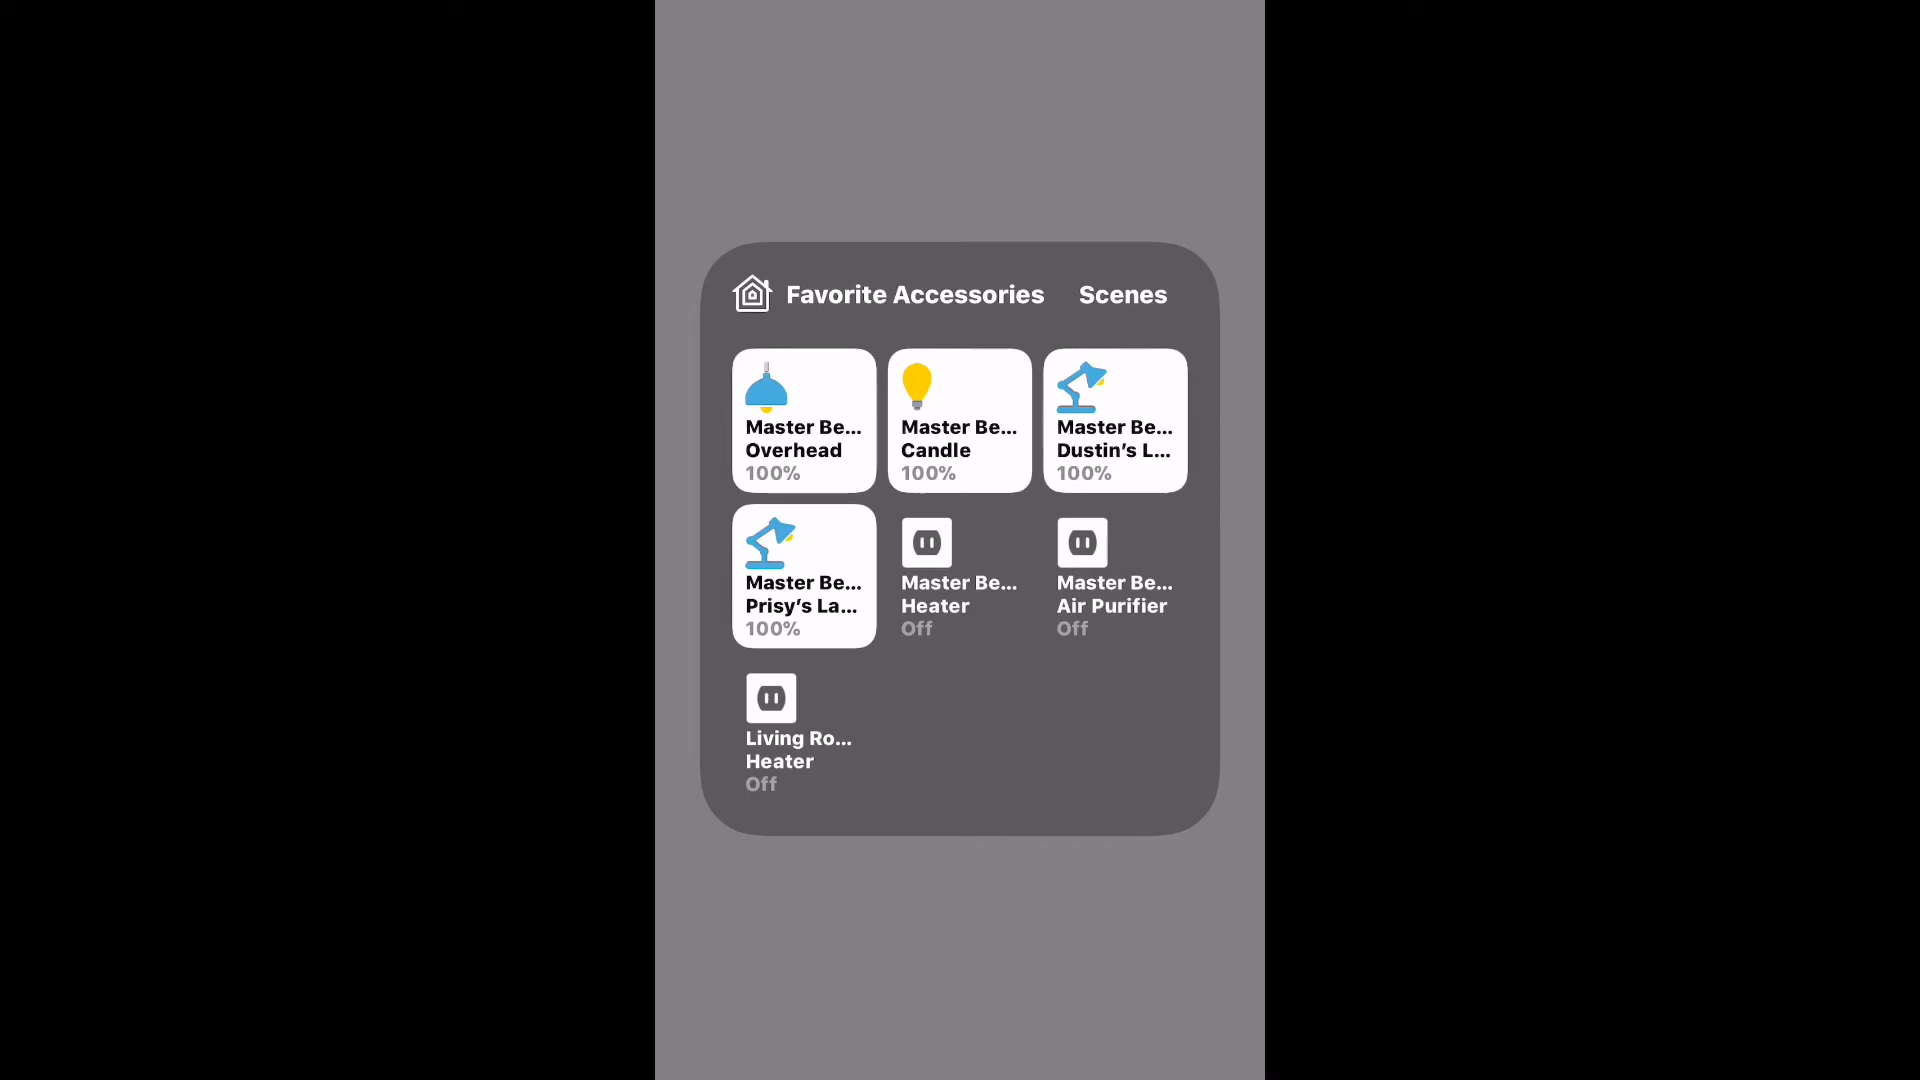 Favorite Accessories Scenes
Master Be...
Overhead
100%
Master Be...
Candle
100%
Master Be...
Dustin’s L...
100%
Master Be...
Prisy’s La...
100%
Master Be...
Heater
Off
Master Be...
Air Purifier
Off
Living Ro...
Heater
Off